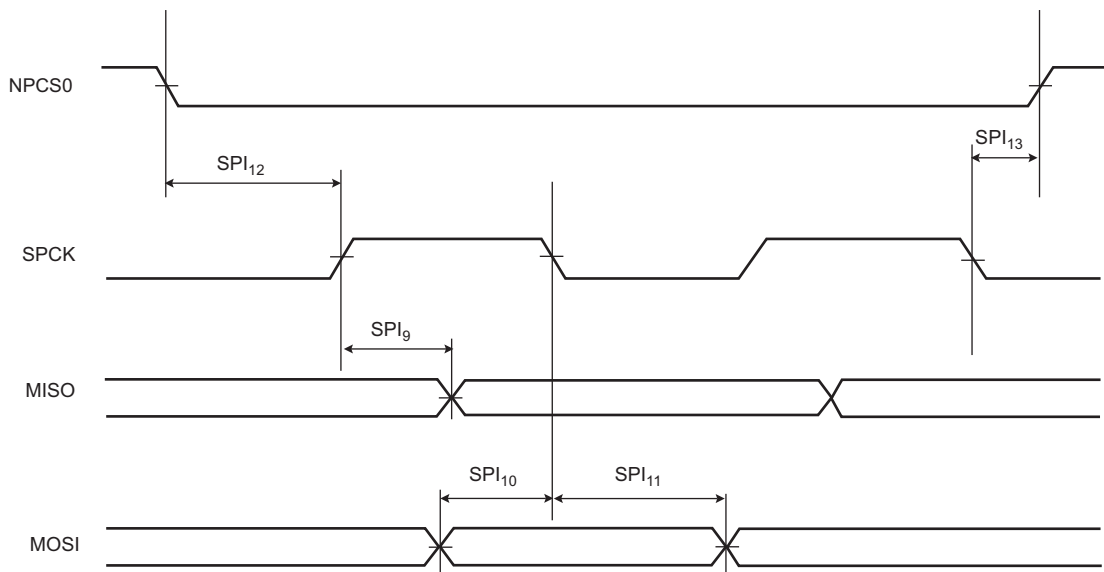 NPCS0
SPI₁₃
SPI₁₂
SPCK
SPI₉
MISO
SPI₁₀ SPI₁₁
MOSI